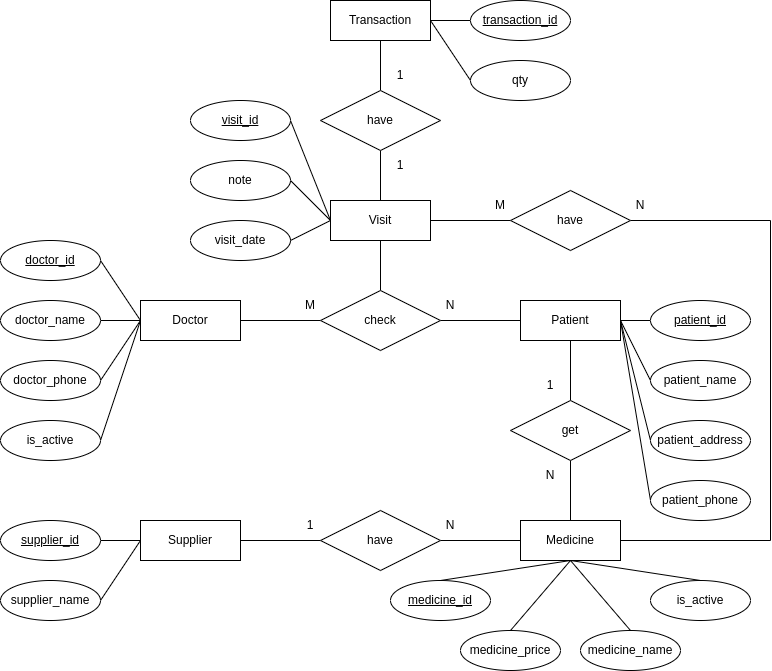 Transaction
transaction_id
qty
1
have
visit_id
1
note
Visit
M
have
N
visit_date
doctor_id
doctor_name
Doctor
M
check
N
Patient
patient_id
doctor_phone
patient_name
1
is_active
get
patient_address
N
patient_phone
supplier_id
Supplier
1
have
N
Medicine
supplier_name
medicine_id
is_active
medicine_price
medicine_name